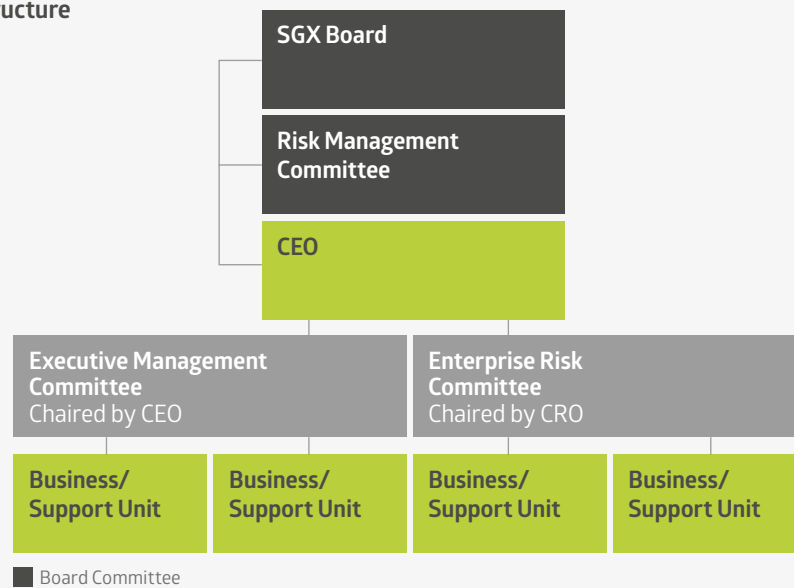 SGX Board
Risk Management
Committee
CEO
Executive Management
Committee
Chaired by CEO
Enterprise Risk
Committee
Chaired by CRO
Business/
Support Unit
Business/
Support Unit
Business/
Support Unit
Business/
Support Unit
Board Committee